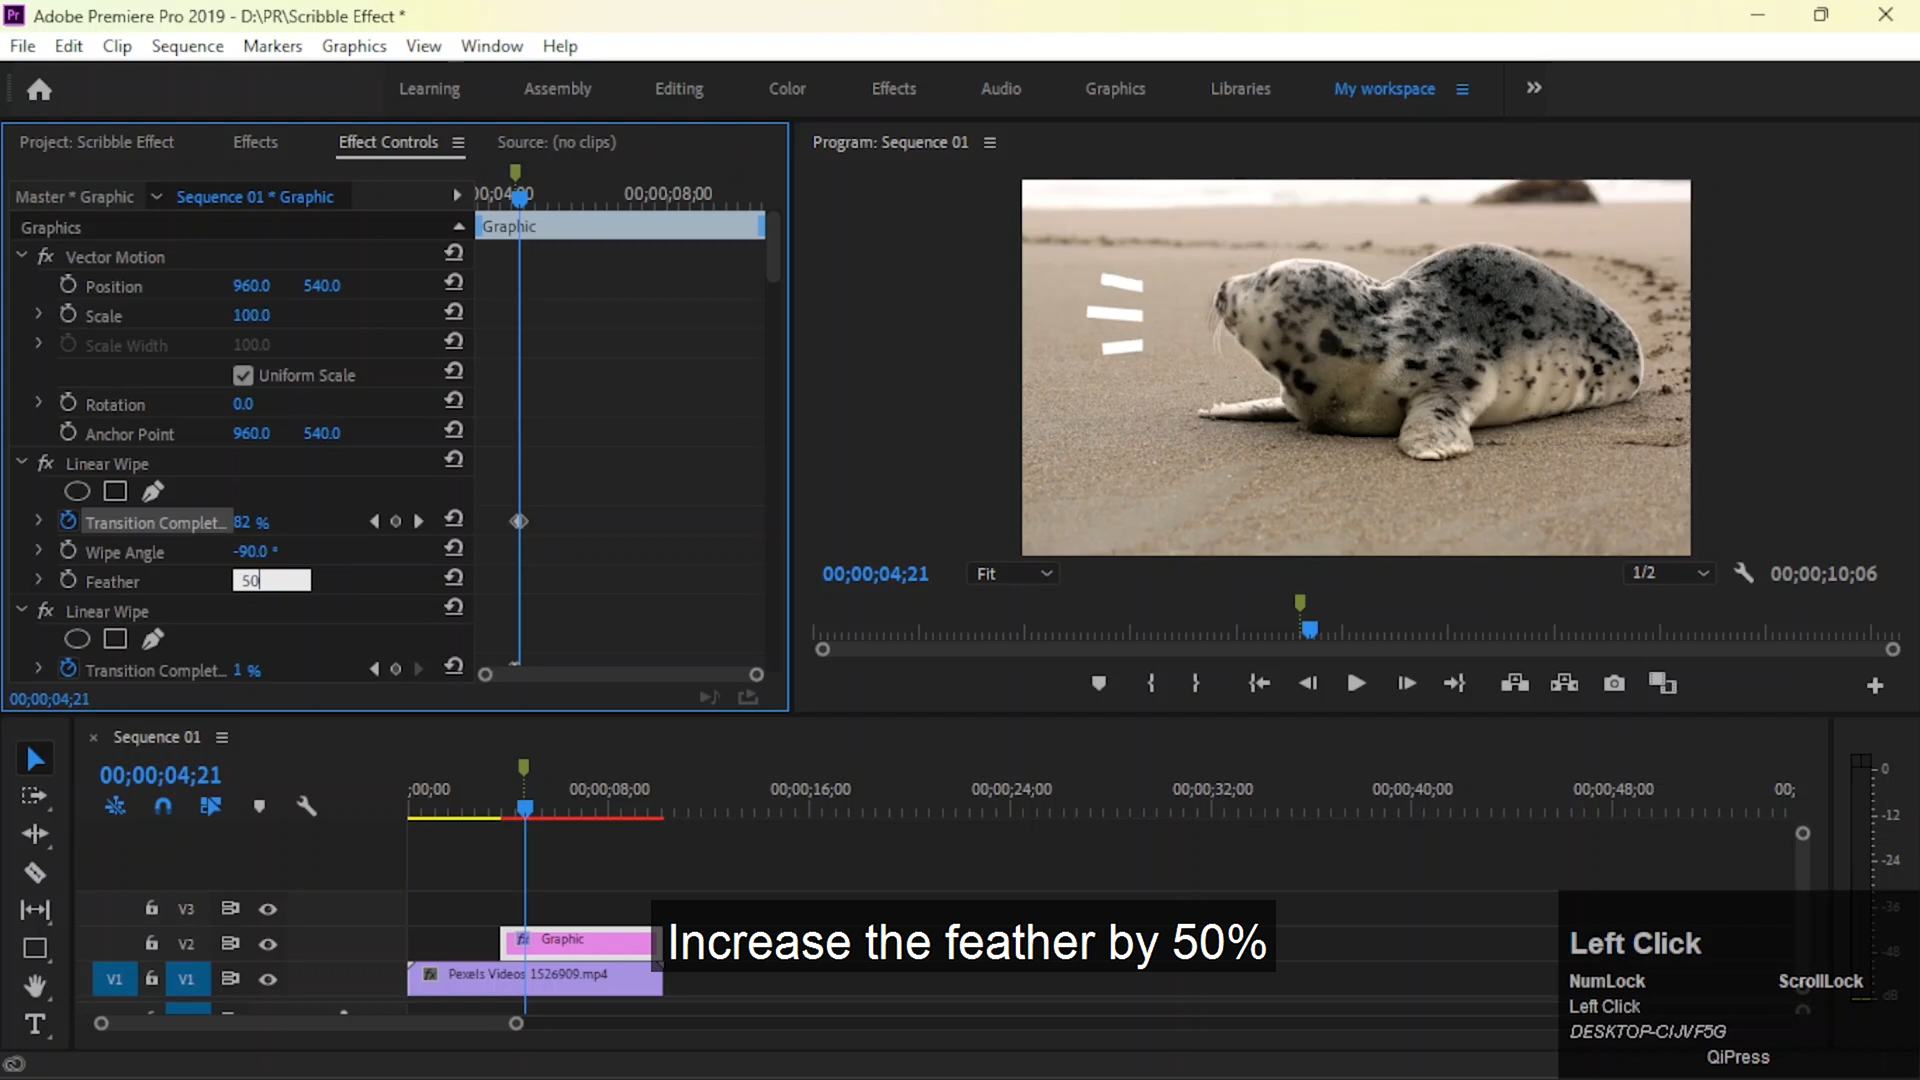 Adobe Premiere Pro 2019 - D:\PR\Scribble Effect *
File Edit Clip Sequence Markers Graphics View Window Help
Learning Assembly Editing Color Effects Audio Graphics Libraries My workspace
Project: Scribble Effect Effects Effect Controls Source: (no clips)
Program: Sequence 01
Master * Graphic Sequence 01 * Graphic
00;00;08;00
Graphics
Graphic
Vector Motion
Position 960.0 540.0
Scale 100.0
Scale Width 100.0
Uniform Scale
Rotation 0.0
Anchor Point 960.0 540.0
Linear Wipe
Transition Complet... 82 %
Wipe Angle -90.0 °
Feather 50
Linear Wipe
Transition Complet... 1 %
00;00;04;21
00;00;04;21 Fit 1/2 00;00;10;06
Sequence 01
00;00;04;21
;00;00 00;00;08;00 00;00;16;00 00;00;24;00 00;00;32;00 00;00;40;00 00;00;48;00 00;
0
-12
-24
-36
-48
dB
V3
V2
Graphic
V1 V1
Pexels Videos 1526909.mp4
Increase the feather by 50%
Left Click
NumLock ScrollLock
Left Click
DESKTOP-CIJVF5G
QiPress